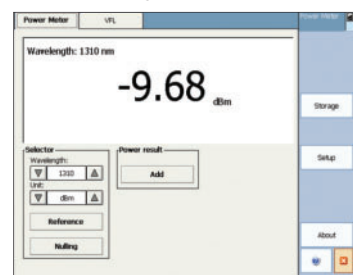 Power Meter VFL Power Meter
Wavelength: 1310 nm
-9.68 dBm
Storage
Selector Power result
Wavelength:
1310 Add
Setup
Unit:
dBm
Reference
Nulling
About